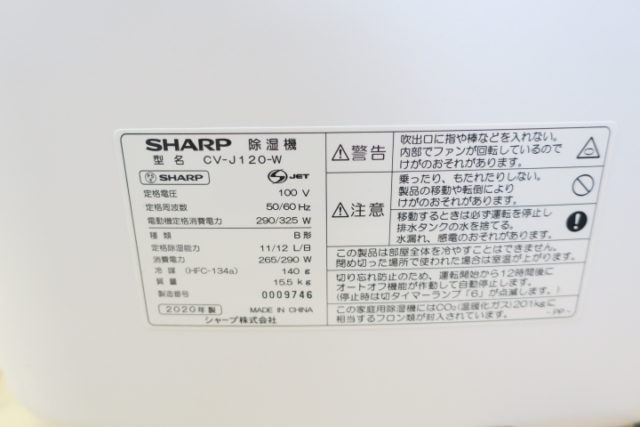 SHARP 除湿機
型名 CV-J120-W
SHARP
JET
定格電圧 100 V
定格周波数 50/60 Hz
電動機定格消費電力 290/325 W
種類 B形
定格除湿能力 11/12 L/日
消費電力 265/290 W
冷媒 (HFC-134a) 140 g
質量 15.5 kg
製造番号 0009746
2020年製 MADE IN CHINA
シャープ株式会社
警告
吹出口に指や棒などを入れない。
内部でファンが回転しているので
けがのおそれがあります。
注意
乗ったり、もたれたりしない。
製品の移動や転倒により
けがのおそれがあります。
移動するときは必ず運転を停止し
排水タンクの水を捨てる。
水漏れ、感電のおそれがあります。
この製品は部屋全体を冷やすことはできません。
閉め切った場所で使われた場合は室温が上がります。
切り忘れ防止のため、運転開始から12時間後に
オートオフ機能が作動して自動停止します。
(停止時は切タイマーランプ「6」が点滅します。)
この家庭用除湿機にはCO₂(温暖化ガス)201kgに
相当するフロン類が封入されています。
-PP-